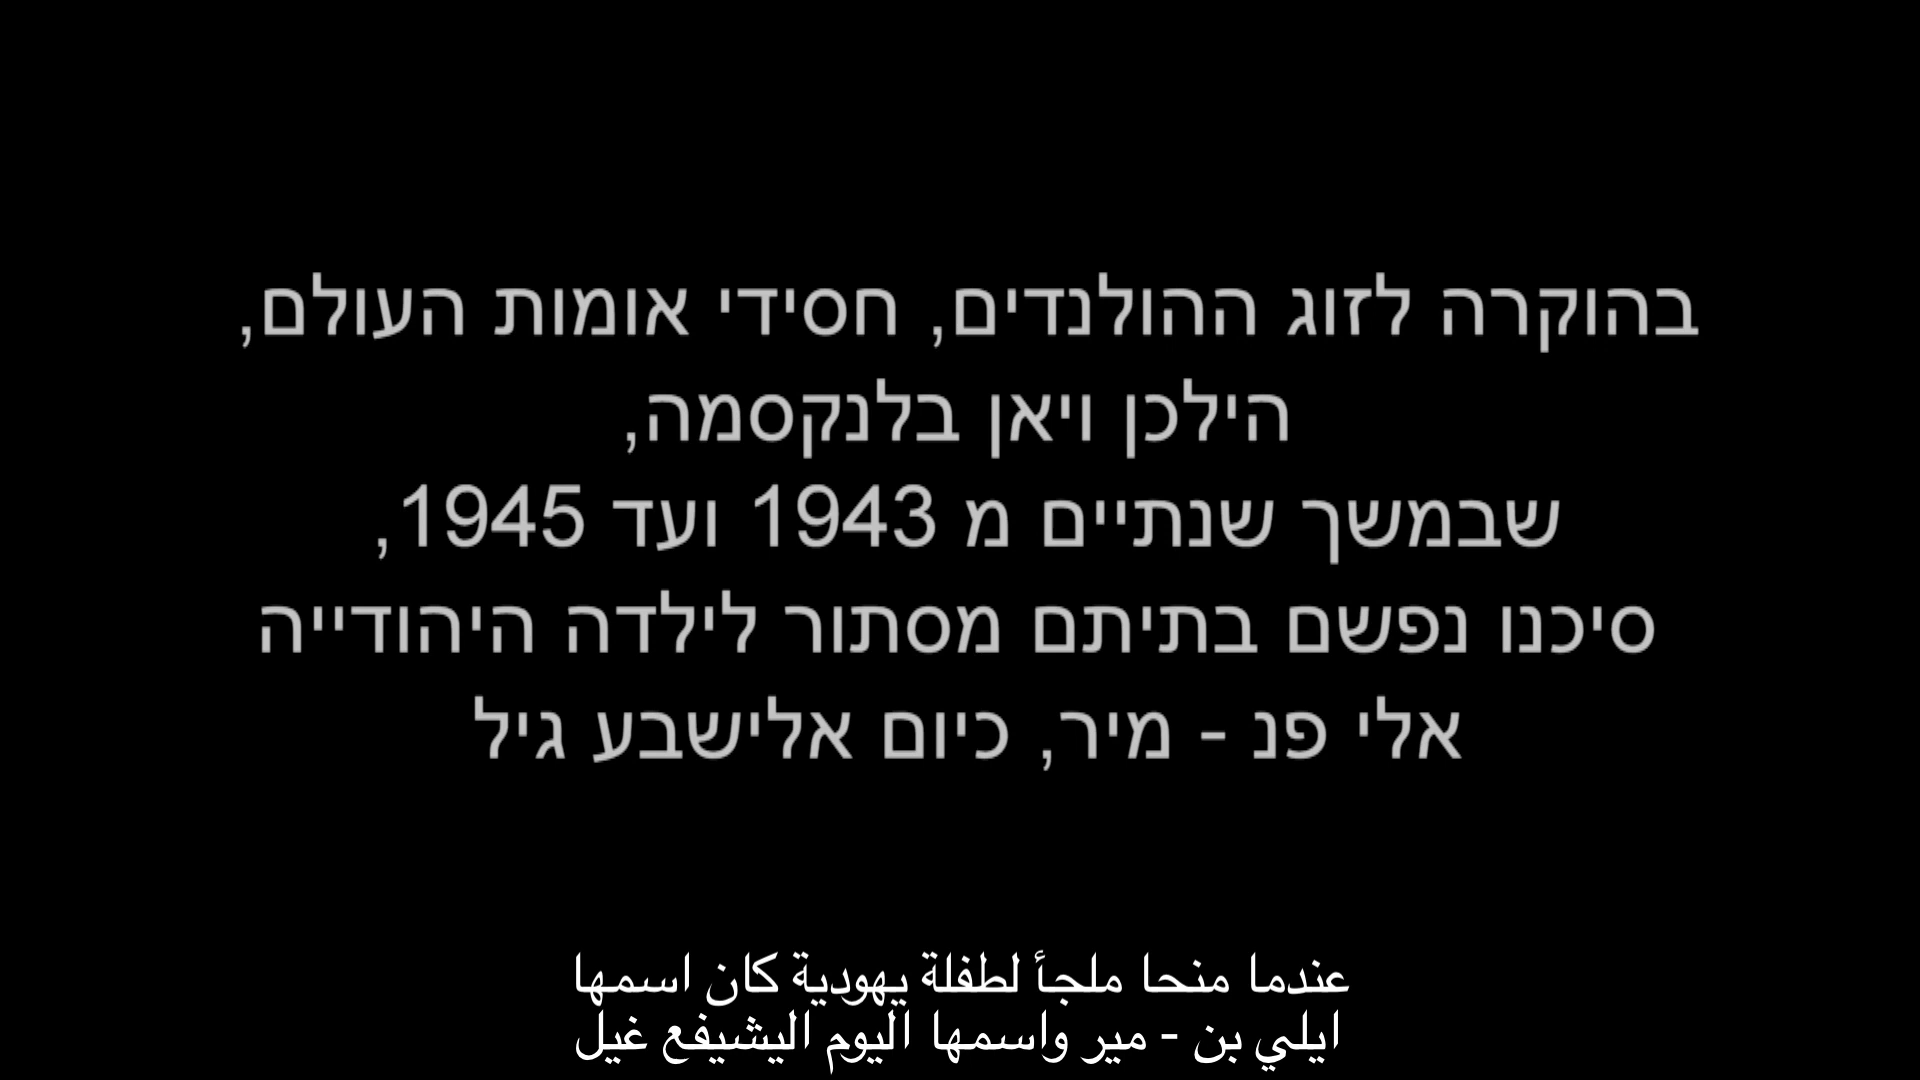 בהוקרה לזוג ההולנדים, חסידי אומות העולם,
הילכן ויאן בלנקסמה,
שבמשך שנתיים מ 1943 ועד 1945,
סיכנו נפשם בתיתם מסתור לילדה היהודייה
אלי פנ - מיר, כיום אלישבע גיל
عندما منحا ملجأ لطفلة يهودية كان اسمها
ايلي بن - مير واسمها اليوم اليشيفع غيل